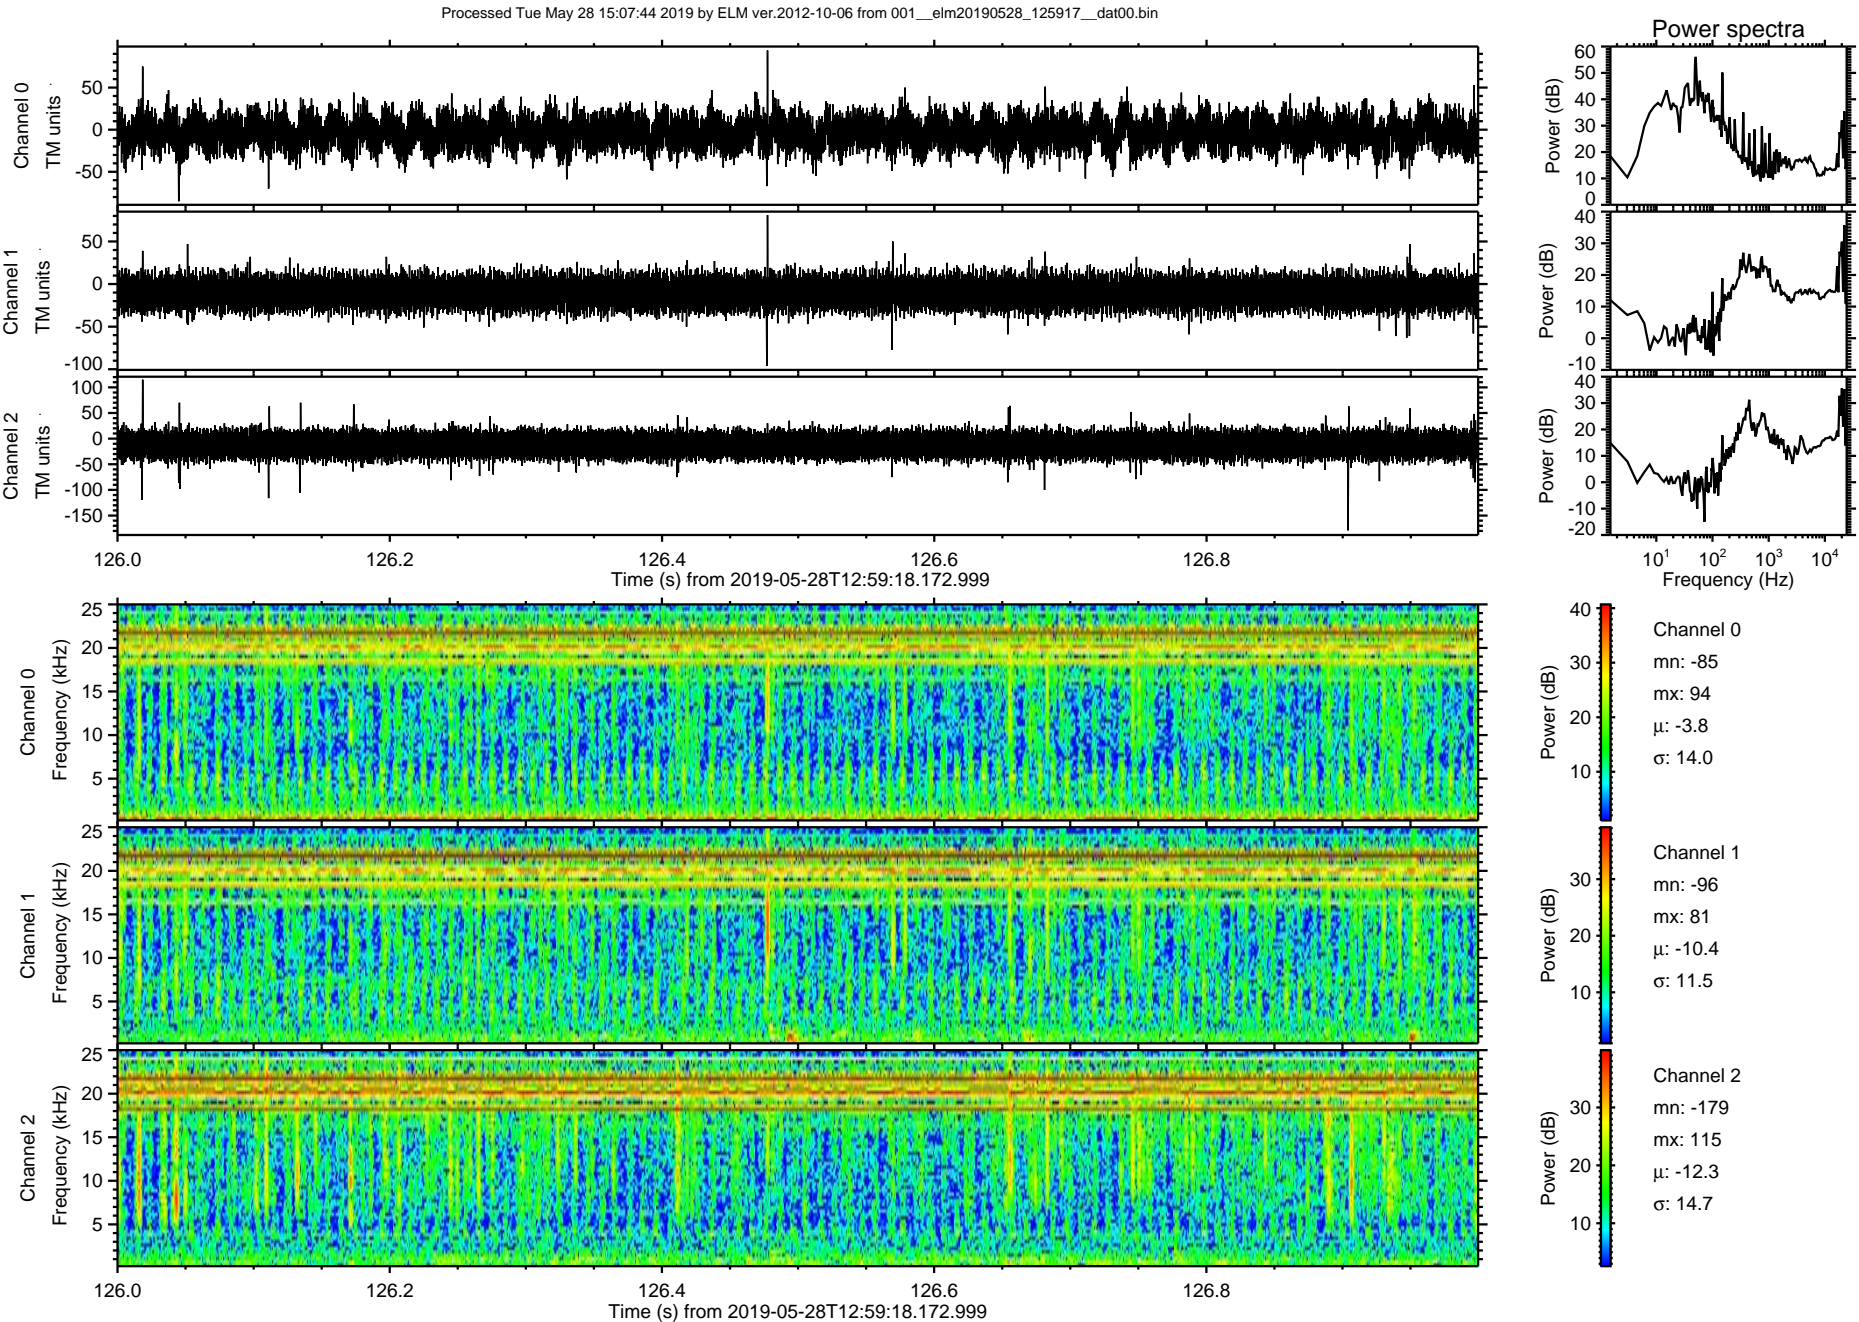 Processed Tue May 28 15:07:44 2019 by ELM ver.2012-10-06 from 001__elm20190528_125917__dat00.bin
Power spectra
Channel 0
TM units
50
0
-50
Power (dB)
60
50
40
30
20
10
0
Channel 1
TM units
50
0
-50
-100
Power (dB)
40
30
20
10
0
-10
Channel 2
TM units
100
50
0
-50
-100
-150
Power (dB)
40
30
20
10
0
-10
-20
126.0 126.2 126.4 126.6 126.8
Time (s) from 2019-05-28T12:59:18.172.999
10¹ 10² 10³ 10⁴
Frequency (Hz)
Channel 0
Frequency (kHz)
25
20
15
10
5
Power (dB)
40
30
20
10
Channel 0
mn: -85
mx: 94
µ: -3.8
σ: 14.0
Channel 1
Frequency (kHz)
25
20
15
10
5
Power (dB)
30
20
10
Channel 1
mn: -96
mx: 81
µ: -10.4
σ: 11.5
Channel 2
Frequency (kHz)
25
20
15
10
5
Power (dB)
30
20
10
Channel 2
mn: -179
mx: 115
µ: -12.3
σ: 14.7
126.0 126.2 126.4 126.6 126.8
Time (s) from 2019-05-28T12:59:18.172.999